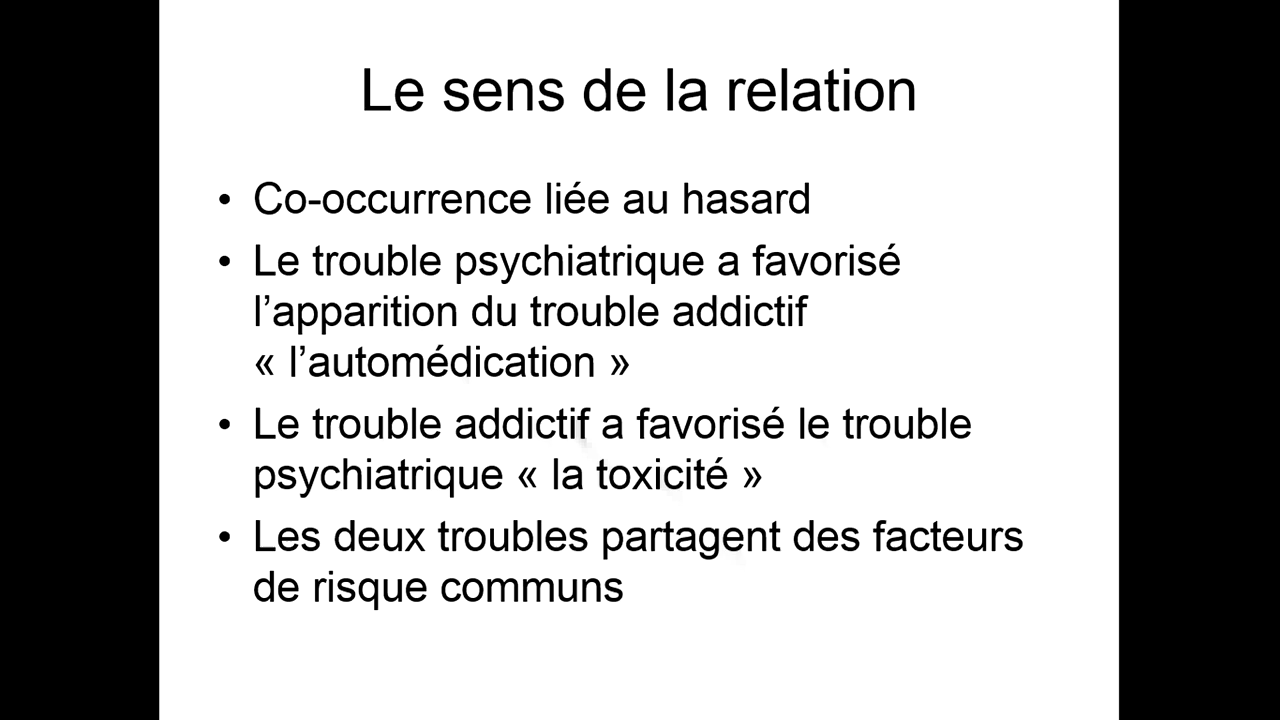 Le sens de la relation
• Co-occurrence liée au hasard
• Le trouble psychiatrique a favorisé
l’apparition du trouble addictif
« l’automédication »
• Le trouble addictif a favorisé le trouble
psychiatrique « la toxicité »
• Les deux troubles partagent des facteurs
de risque communs